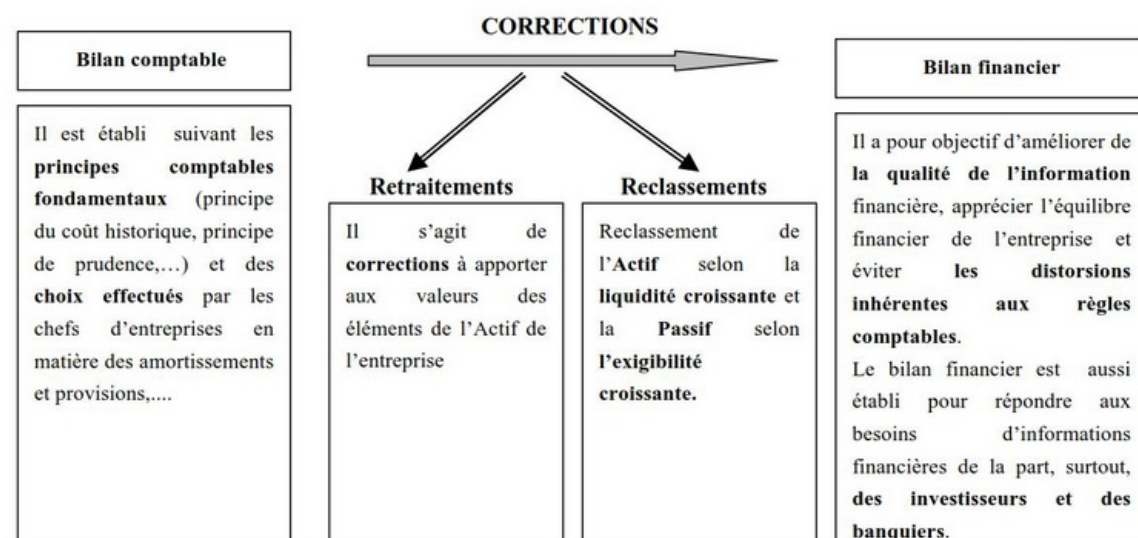 CORRECTIONS
Bilan comptable
Il est établi suivant les
principes comptables
fondamentaux (principe
du coût historique, principe
de prudence,…) et des
choix effectués par les
chefs d’entreprises en
matière des amortissements
et provisions,....
Retraitements
Il s’agit de
corrections à apporter
aux valeurs des
éléments de l’Actif de
l’entreprise
Reclassements
Reclassement de
l’Actif selon la
liquidité croissante et
la Passif selon
l’exigibilité
croissante.
Bilan financier
Il a pour objectif d’améliorer de
la qualité de l’information
financière, apprécier l’équilibre
financier de l’entreprise et
éviter les distorsions
inhérentes aux règles
comptables.
Le bilan financier est aussi
établi pour répondre aux
besoins d’informations
financières de la part, surtout,
des investisseurs et des
banquiers.